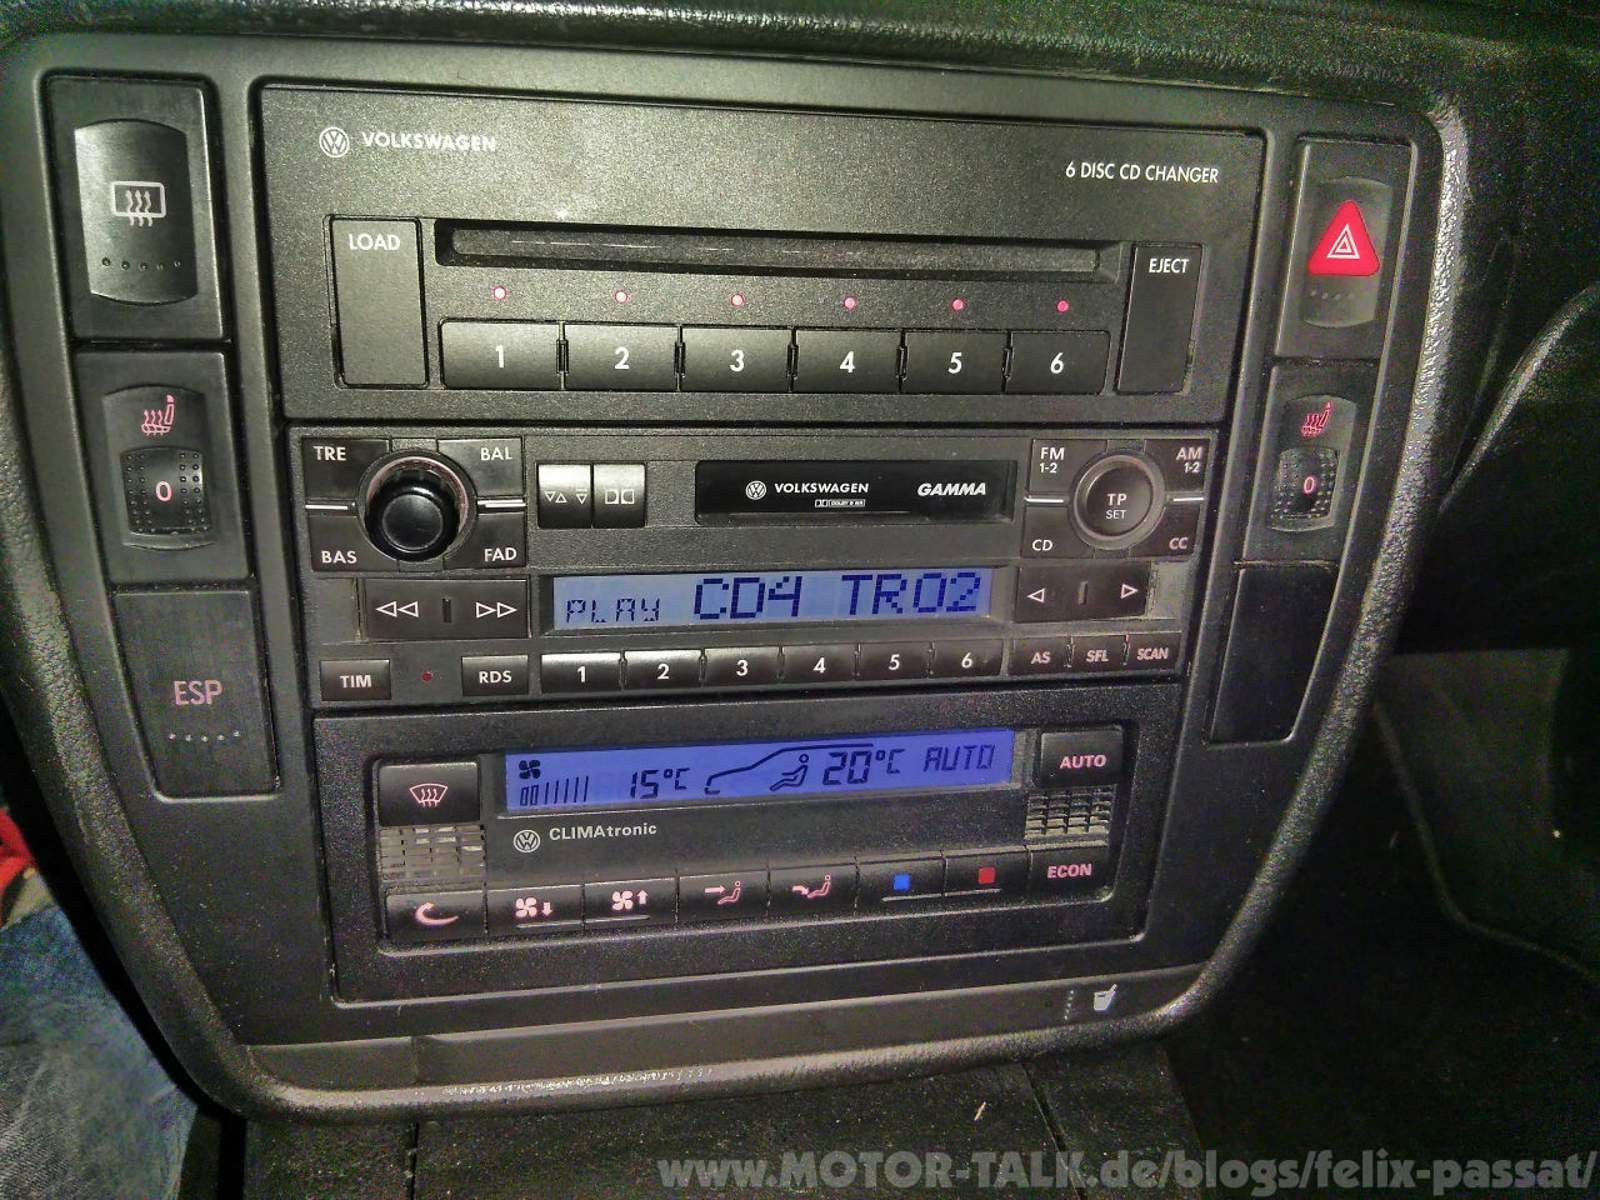 VOLKSWAGEN
6 DISC CD CHANGER
LOAD
EJECT
1 2 3 4 5 6
TRE BAL
BAS FAD
VOLKSWAGEN GAMMA
FM 1-2
AM 1-2
TP SET
CD CC
PLAY CD4 TR02
TIM RDS 1 2 3 4 5 6 AS SFL SCAN
0
0
ESP
15°C 20°C AUTO
AUTO
CLIMAtronic
ECON
www.MOTOR-TALK.de/blogs/felix-passat/